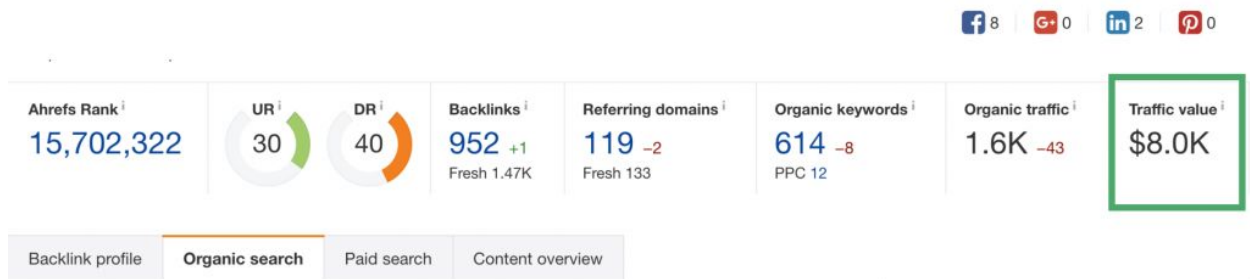 8 0 2 0
Ahrefs Rank i UR i DR i Backlinks i Referring domains i Organic keywords i Organic traffic i Traffic value i
15,702,322 30 40 952 +1 119 -2 614 -8 1.6K -43 $8.0K
Fresh 1.47K Fresh 133 PPC 12
Backlink profile Organic search Paid search Content overview